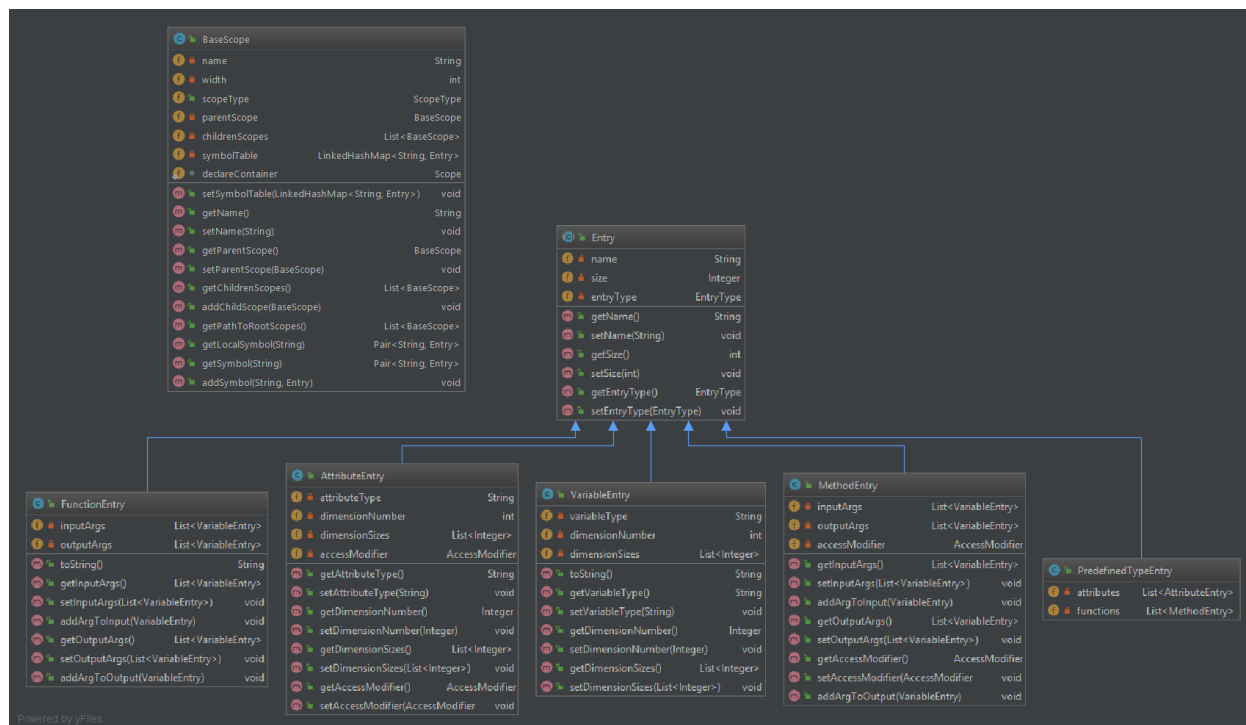 BaseScope
name String
width int
scopeType ScopeType
parentScope BaseScope
childrenScopes List<BaseScope>
symbolTable LinkedHashMap<String, Entry>
declareContainer Scope
setSymbolTable(LinkedHashMap<String, Entry>) void
getName() String
setName(String) void
getParentScope() BaseScope
setParentScope(BaseScope) void
getChildrenScopes() List<BaseScope>
addChildScope(BaseScope) void
getPathToRootScopes() List<BaseScope>
getLocalSymbol(String) Pair<String, Entry>
getSymbol(String) Pair<String, Entry>
addSymbol(String, Entry) void
Entry
name String
size Integer
entryType EntryType
getName() String
setName(String) void
getSize() int
setSize(int) void
getEntryType() EntryType
setEntryType(EntryType) void
FunctionEntry
inputArgs List<VariableEntry>
outputArgs List<VariableEntry>
toString() String
getInputArgs() List<VariableEntry>
setInputArgs(List<VariableEntry>) void
addArgToInput(VariableEntry) void
getOutputArgs() List<VariableEntry>
setOutputArgs(List<VariableEntry>) void
addArgToOutput(VariableEntry) void
AttributeEntry
attributeType String
dimensionNumber int
dimensionSizes List<Integer>
accessModifier AccessModifier
getAttributeType() String
setAttributeType(String) void
getDimensionNumber() Integer
setDimensionNumber(Integer) void
getDimensionSizes() List<Integer>
setDimensionSizes(List<Integer>) void
getAccessModifier() AccessModifier
setAccessModifier(AccessModifier void
VariableEntry
variableType String
dimensionNumber int
dimensionSizes List<Integer>
toString() String
getVariableType() String
setVariableType(String) void
getDimensionNumber() Integer
setDimensionNumber(Integer) void
getDimensionSizes() List<Integer>
setDimensionSizes(List<Integer>) void
MethodEntry
inputArgs List<VariableEntry>
outputArgs List<VariableEntry>
accessModifier AccessModifier
getInputArgs() List<VariableEntry>
setInputArgs(List<VariableEntry>) void
addArgToInput(VariableEntry) void
getOutputArgs() List<VariableEntry>
setOutputArgs(List<VariableEntry>) void
getAccessModifier() AccessModifier
setAccessModifier(AccessModifier void
addArgToOutput(VariableEntry) void
PredefinedTypeEntry
attributes List<AttributeEntry>
functions List<MethodEntry>
Powered by yFiles